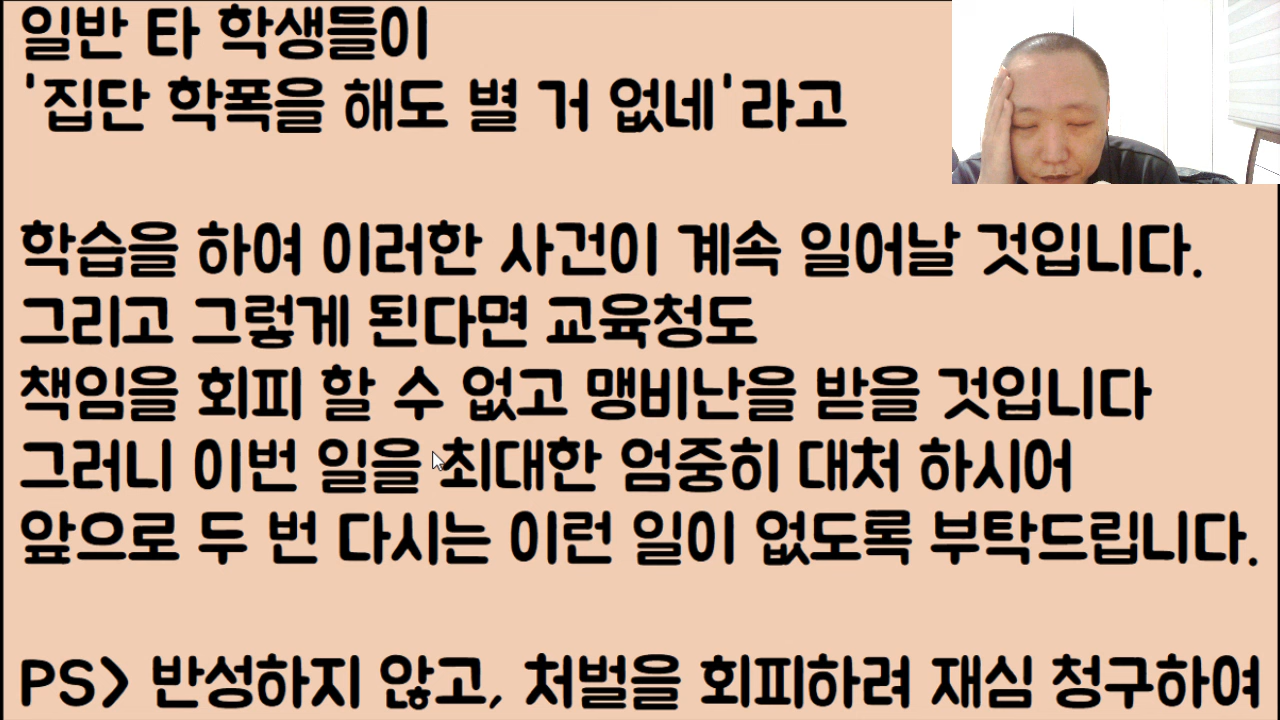 일반 타 학생들이
'집단 학폭을 해도 별 거 없네'라고
학습을 하여 이러한 사건이 계속 일어날 것입니다.
그리고 그렇게 된다면 교육청도
책임을 회피 할 수 없고 맹비난을 받을 것입니다
그러니 이번 일을 최대한 엄중히 대처 하시어
앞으로 두 번 다시는 이런 일이 없도록 부탁드립니다.
PS> 반성하지 않고, 처벌을 회피하려 재심 청구하여